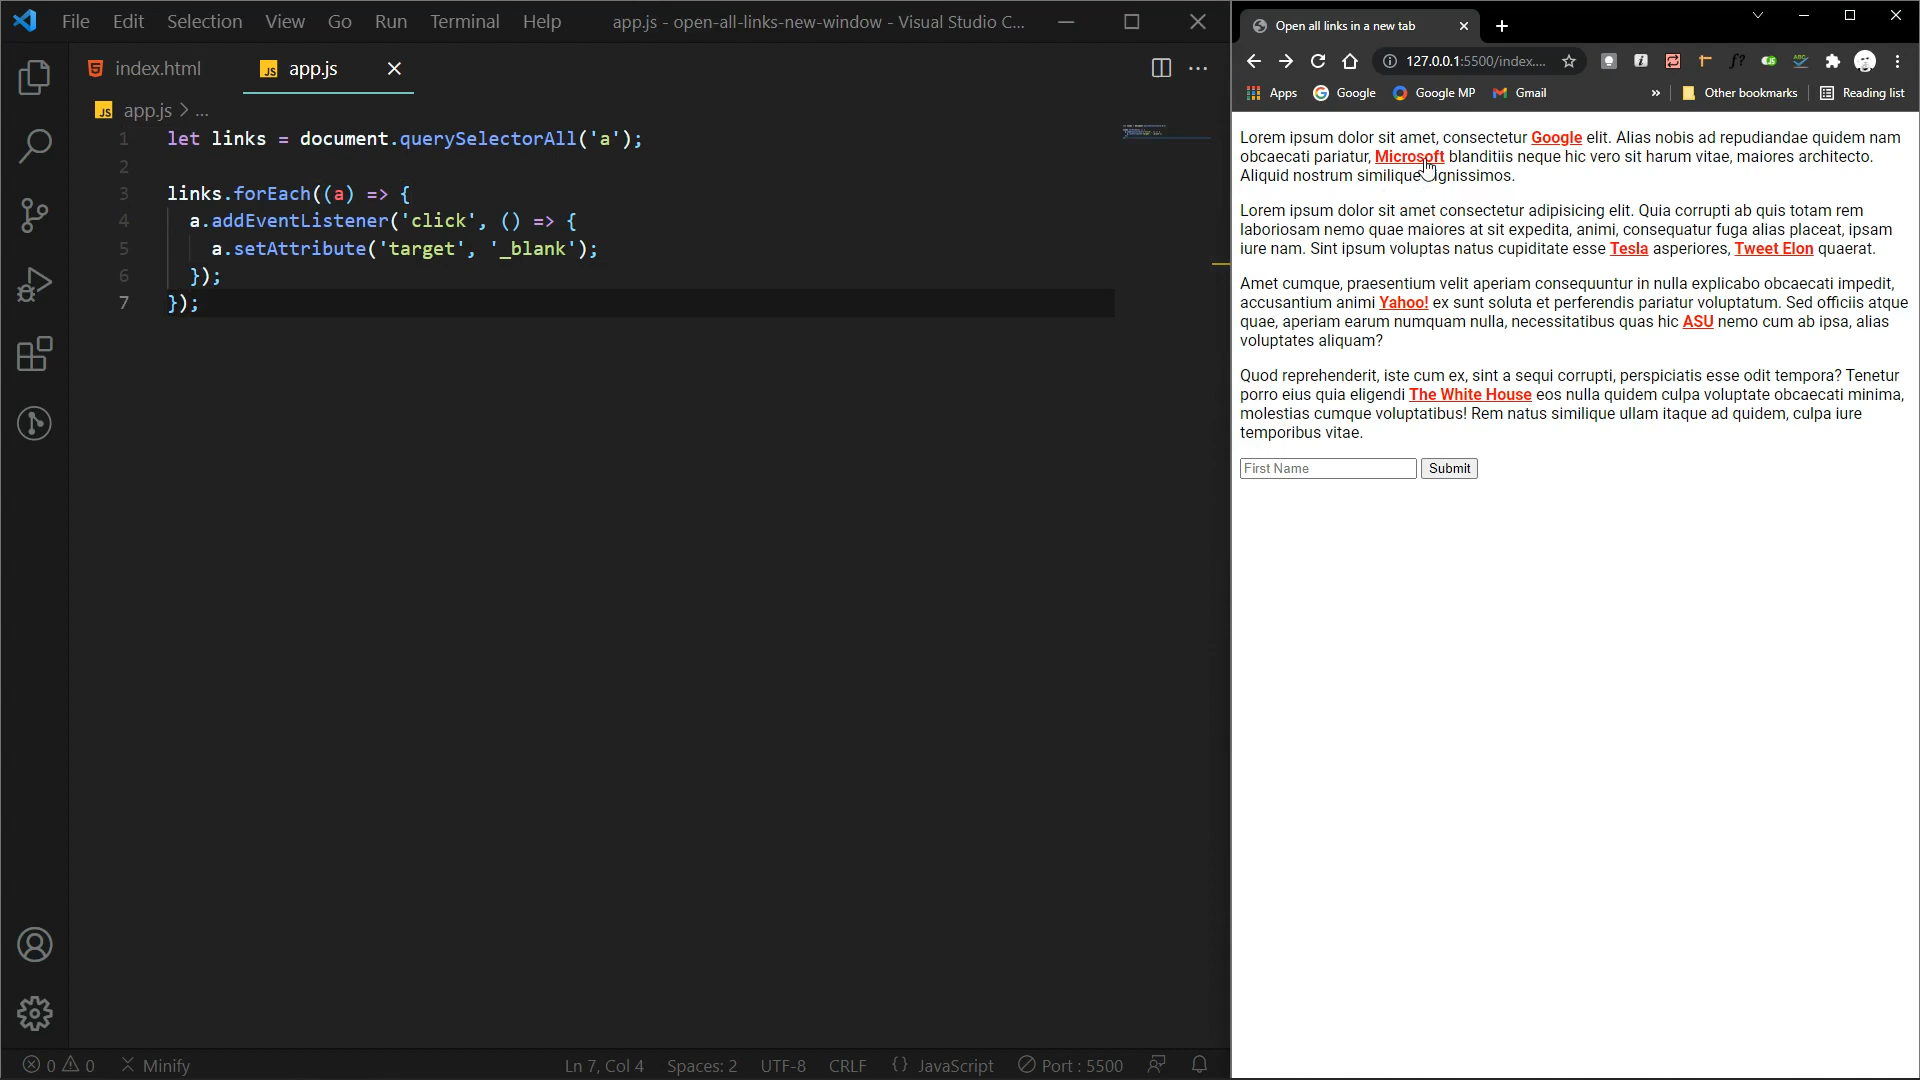 File Edit Selection View Go Run Terminal Help app.js - open-all-links-new-window - Visual Studio C...
index.html
JS app.js
JS app.js > ...
1 let links = document.querySelectorAll('a');
2
3 links.forEach((a) => {
4 a.addEventListener('click', () => {
5 a.setAttribute('target', '_blank');
6 });
7 });
0 0 Minify
Ln 7, Col 4 Spaces: 2 UTF-8 CRLF {} JavaScript Port : 5500
Open all links in a new tab
127.0.0.1:5500/index....
Apps Google Google MP Gmail » Other bookmarks Reading list
Lorem ipsum dolor sit amet, consectetur Google elit. Alias nobis ad repudiandae quidem nam
obcaecati pariatur, Microsoft blanditiis neque hic vero sit harum vitae, maiores architecto.
Aliquid nostrum similique ignissimos.
Lorem ipsum dolor sit amet consectetur adipisicing elit. Quia corrupti ab quis totam rem
laboriosam nemo quae maiores at sit expedita, animi, consequatur fuga alias placeat, ipsam
iure nam. Sint ipsum voluptas natus cupiditate esse Tesla asperiores, Tweet Elon quaerat.
Amet cumque, praesentium velit aperiam consequuntur in nulla explicabo obcaecati impedit,
accusantium animi Yahoo! ex sunt soluta et perferendis pariatur voluptatum. Sed officiis atque
quae, aperiam earum numquam nulla, necessitatibus quas hic ASU nemo cum ab ipsa, alias
voluptates aliquam?
Quod reprehenderit, iste cum ex, sint a sequi corrupti, perspiciatis esse odit tempora? Tenetur
porro eius quia eligendi The White House eos nulla quidem culpa voluptate obcaecati minima,
molestias cumque voluptatibus! Rem natus similique ullam itaque ad quidem, culpa iure
temporibus vitae.
First Name Submit